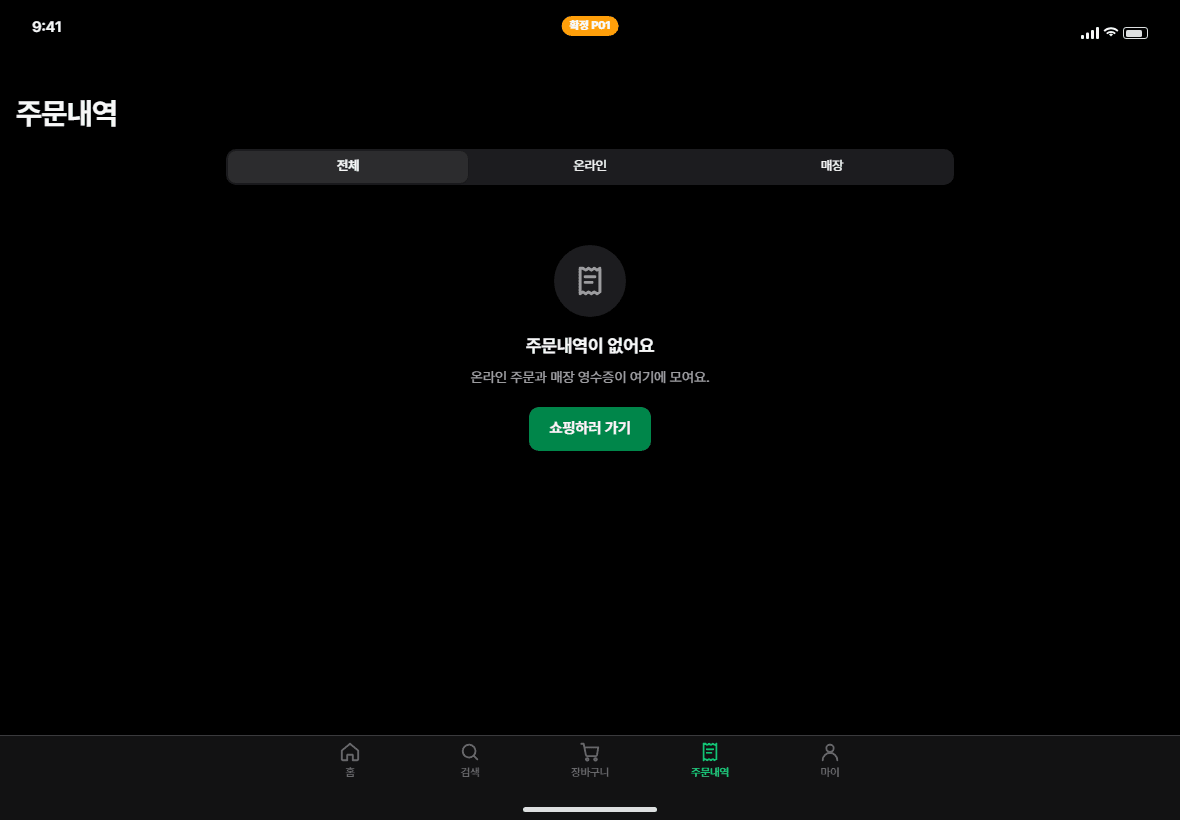 9:41
확정 P01
주문내역
전체 온라인 매장
주문내역이 없어요
온라인 주문과 매장 영수증이 여기에 모여요.
쇼핑하러 가기
홈 검색 장바구니 주문내역 마이